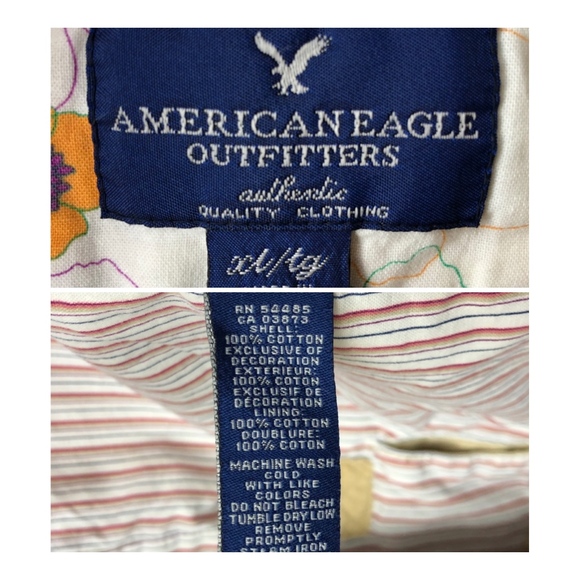 AMERICAN EAGLE
OUTFITTERS
authentic
QUALITY CLOTHING
xl/tg
RN 54485
CA 03873
SHELL:
100% COTTON
EXCLUSIVE OF
DECORATION
EXTERIEUR:
100% COTON
EXCLUSIF DE
DÉCORATION
LINING:
100% COTTON
DOUBLURE:
100% COTON
MACHINE WASH
COLD
WITH LIKE
COLORS
DO NOT BLEACH
TUMBLE DRY LOW
REMOVE
PROMPTLY
STEAM IRON